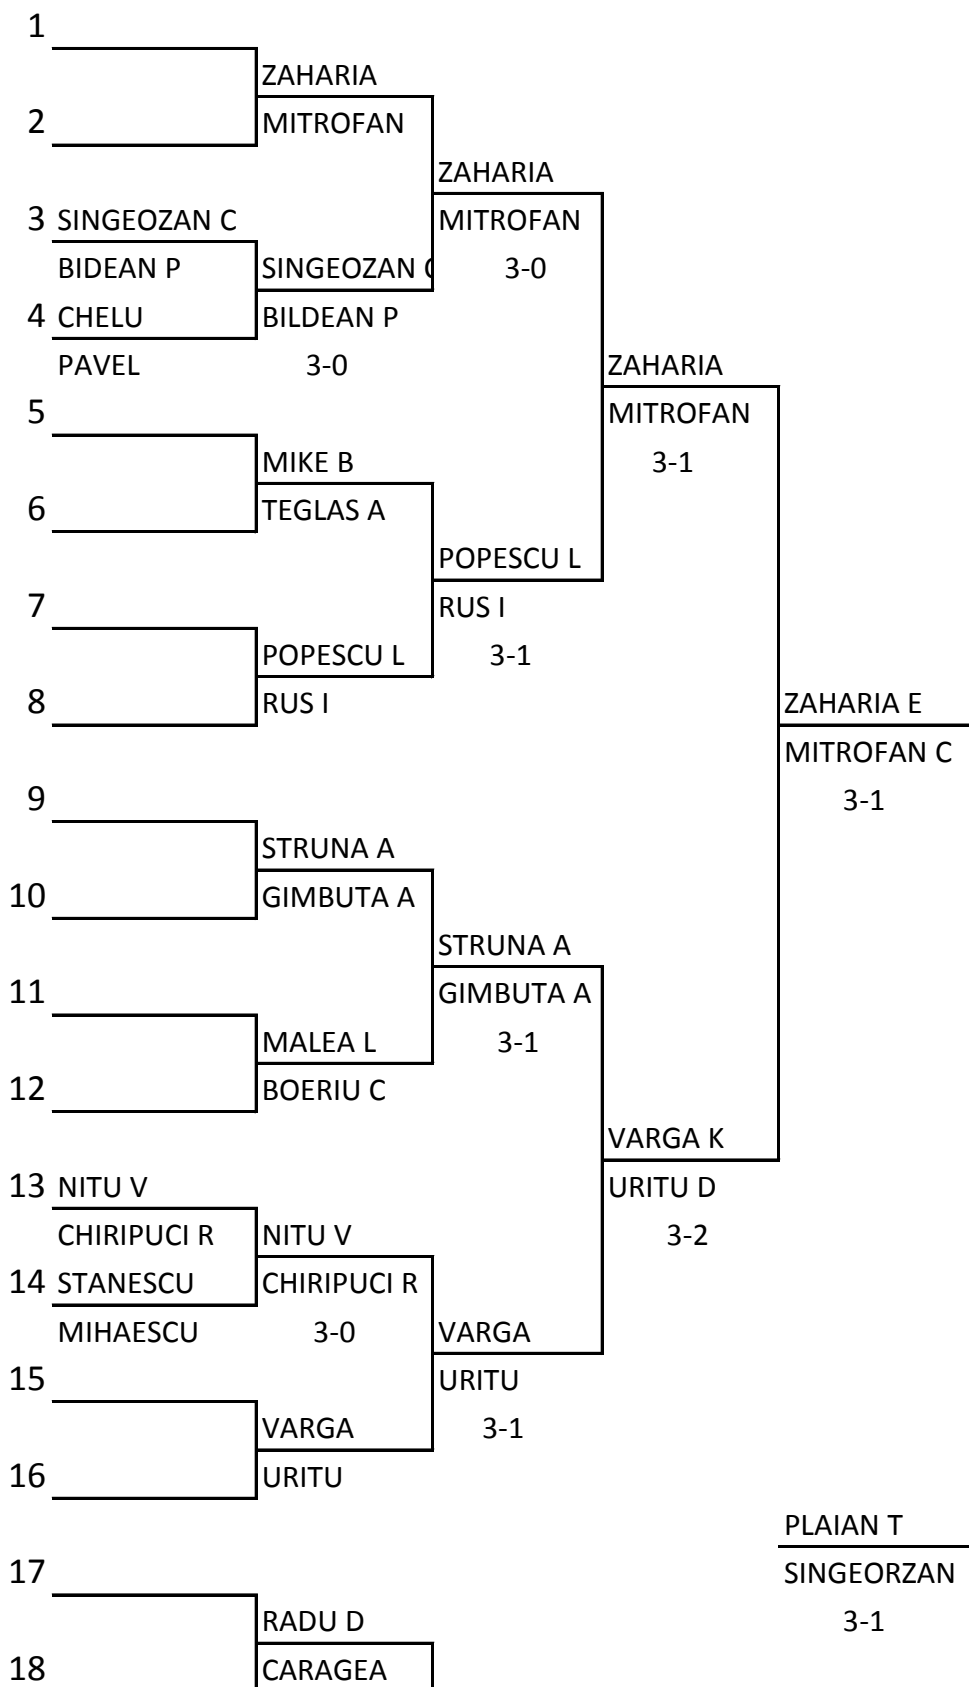 1
ZAHARIA
2 MITROFAN
ZAHARIA
3 SINGEOZAN C MITROFAN
BIDEAN P SINGEOZAN 3-0
4 CHELU BILDEAN P
PAVEL 3-0 ZAHARIA
5 MITROFAN
MIKE B 3-1
6 TEGLAS A
POPESCU L
7 RUS I
POPESCU L 3-1
8 RUS I ZAHARIA E
MITROFAN C
9 3-1
STRUNA A
10 GIMBUTA A
STRUNA A
11 GIMBUTA A
MALEA L 3-1
12 BOERIU C
VARGA K
13 NITU V URITU D
CHIRIPUCI R NITU V 3-2
14 STANESCU CHIRIPUCI R
MIHAESCU 3-0 VARGA
15 URITU
VARGA 3-1
16 URITU
PLAIAN T
17 SINGEORZAN
RADU D 3-1
18 CARAGEA